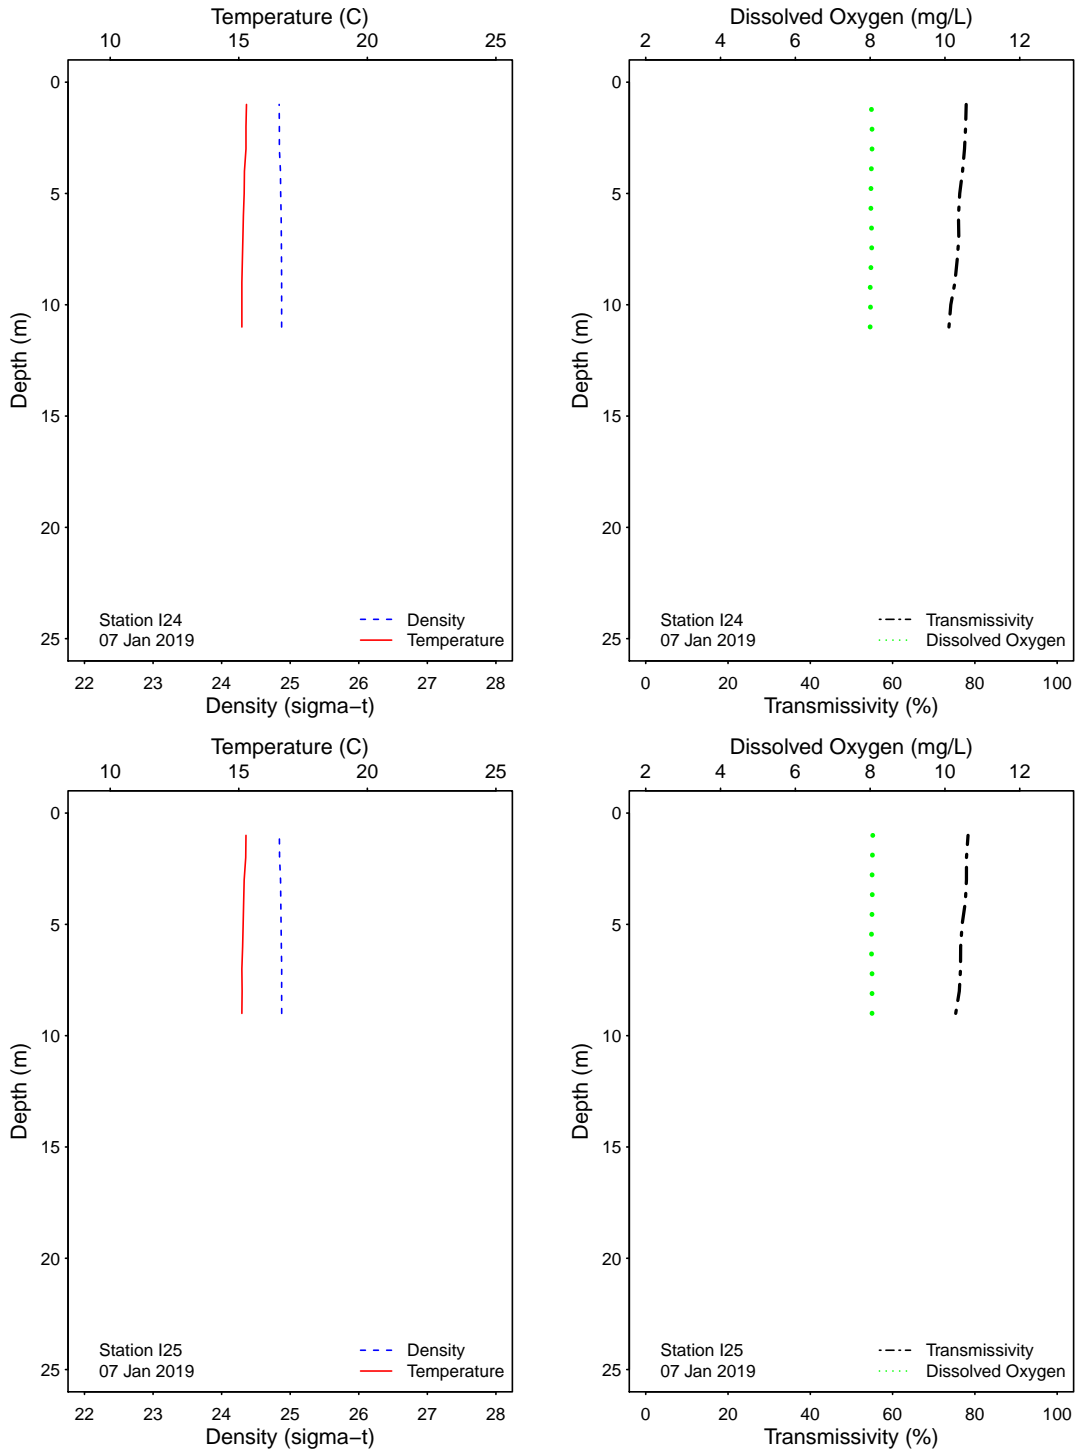 Temperature (C)
10 15 20 25
0
5
10
15
20
25
Depth (m)
Station I24
07 Jan 2019
Density
Temperature
22 23 24 25 26 27 28
Density (sigma−t)
Dissolved Oxygen (mg/L)
2 4 6 8 10 12
0
5
10
15
20
25
Depth (m)
Station I24
07 Jan 2019
Transmissivity
Dissolved Oxygen
0 20 40 60 80 100
Transmissivity (%)
Temperature (C)
10 15 20 25
0
5
10
15
20
25
Depth (m)
Station I25
07 Jan 2019
Density
Temperature
22 23 24 25 26 27 28
Density (sigma−t)
Dissolved Oxygen (mg/L)
2 4 6 8 10 12
0
5
10
15
20
25
Depth (m)
Station I25
07 Jan 2019
Transmissivity
Dissolved Oxygen
0 20 40 60 80 100
Transmissivity (%)